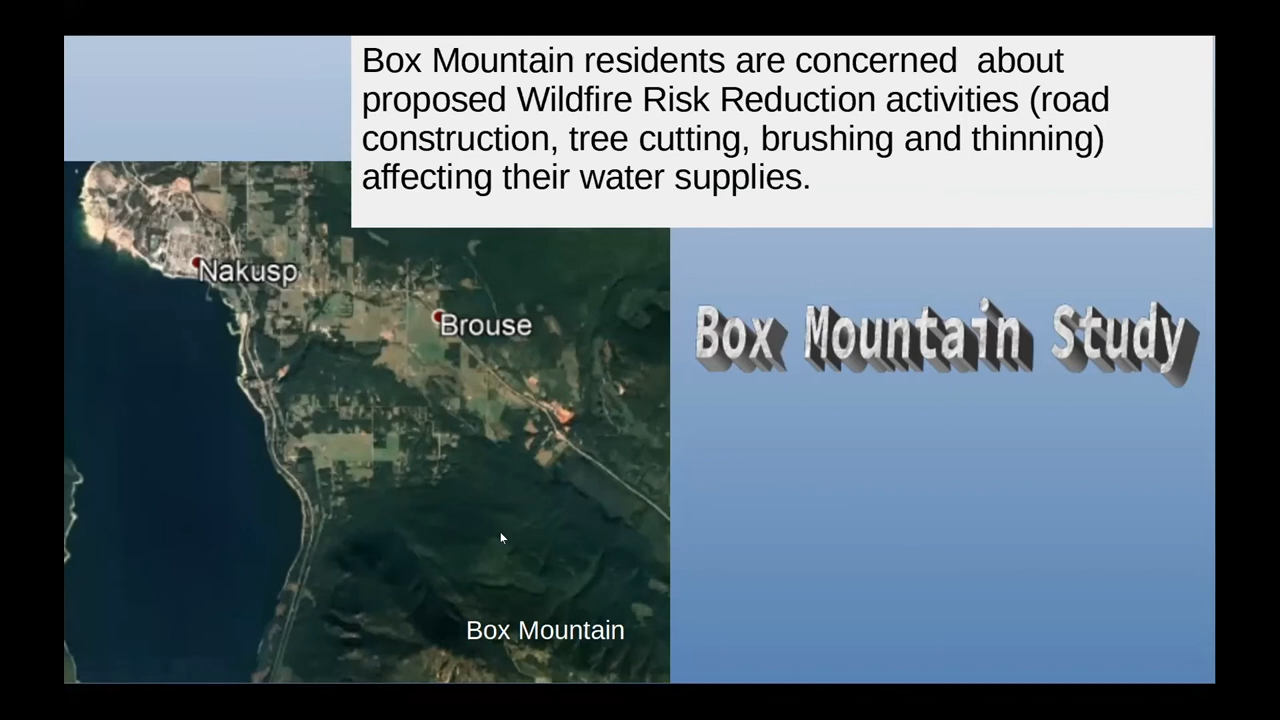 Box Mountain residents are concerned  about
proposed Wildfire Risk Reduction activities (road
construction, tree cutting, brushing and thinning)
affecting their water supplies.
Nakusp
Brouse
Box Mountain Study
Box Mountain